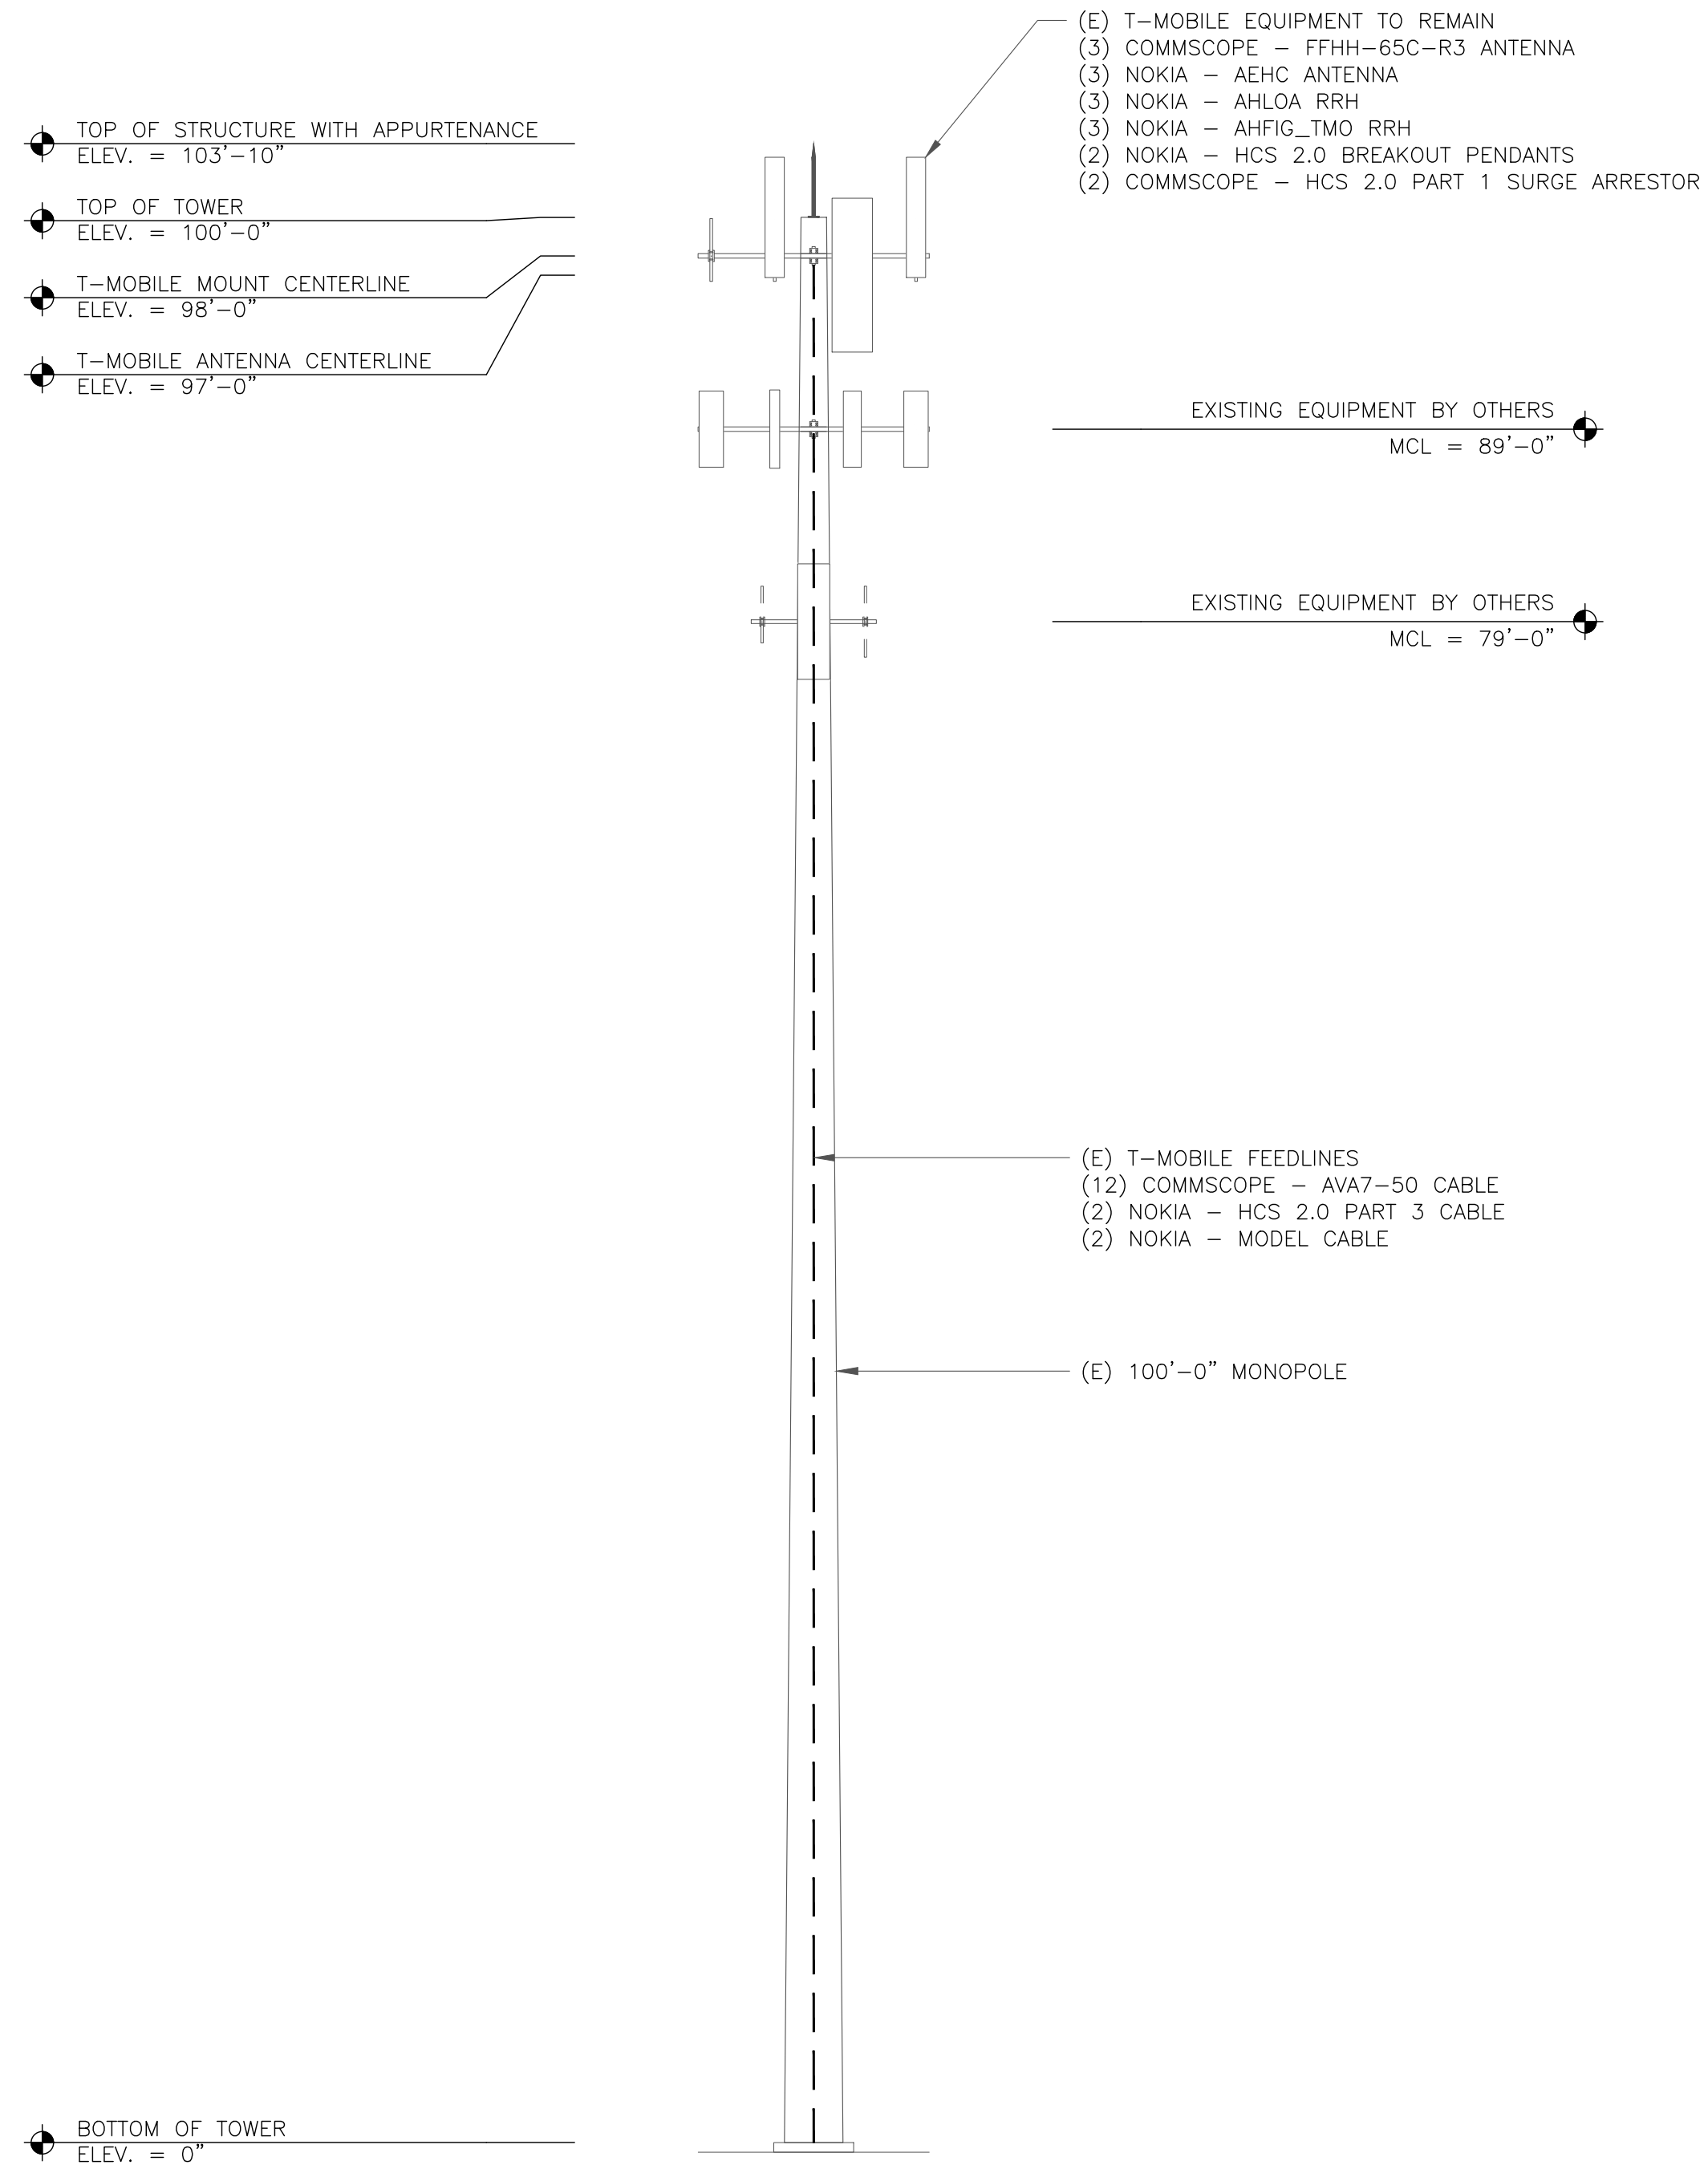 (E) T-MOBILE EQUIPMENT TO REMAIN
(3) COMMSCOPE - FFHH-65C-R3 ANTENNA
(3) NOKIA - AEHC ANTENNA
(3) NOKIA - AHLOA RRH
(3) NOKIA - AHFIG_TMO RRH
(2) NOKIA - HCS 2.0 BREAKOUT PENDANTS
(2) COMMSCOPE - HCS 2.0 PART 1 SURGE ARRESTOR
TOP OF STRUCTURE WITH APPURTENANCE
ELEV. = 103'-10"
TOP OF TOWER
ELEV. = 100'-0"
T-MOBILE MOUNT CENTERLINE
ELEV. = 98'-0"
T-MOBILE ANTENNA CENTERLINE
ELEV. = 97'-0"
EXISTING EQUIPMENT BY OTHERS
MCL = 89'-0"
EXISTING EQUIPMENT BY OTHERS
MCL = 79'-0"
(E) T-MOBILE FEEDLINES
(12) COMMSCOPE - AVA7-50 CABLE
(2) NOKIA - HCS 2.0 PART 3 CABLE
(2) NOKIA - MODEL CABLE
(E) 100'-0" MONOPOLE
BOTTOM OF TOWER
ELEV. = 0"